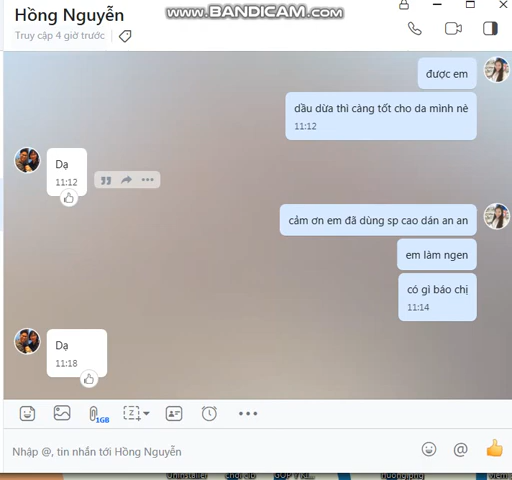 www.BANDICAM.com
Hồng Nguyễn
Truy cập 4 giờ trước
được em
dầu dừa thì càng tốt cho da mình nè
11:12
Dạ
11:12
cảm ơn em đã dùng sp cao dán an an
em làm ngen
có gì báo chị
11:14
Dạ
11:18
1GB
Nhập @, tin nhắn tới Hồng Nguyễn
Uninstaller